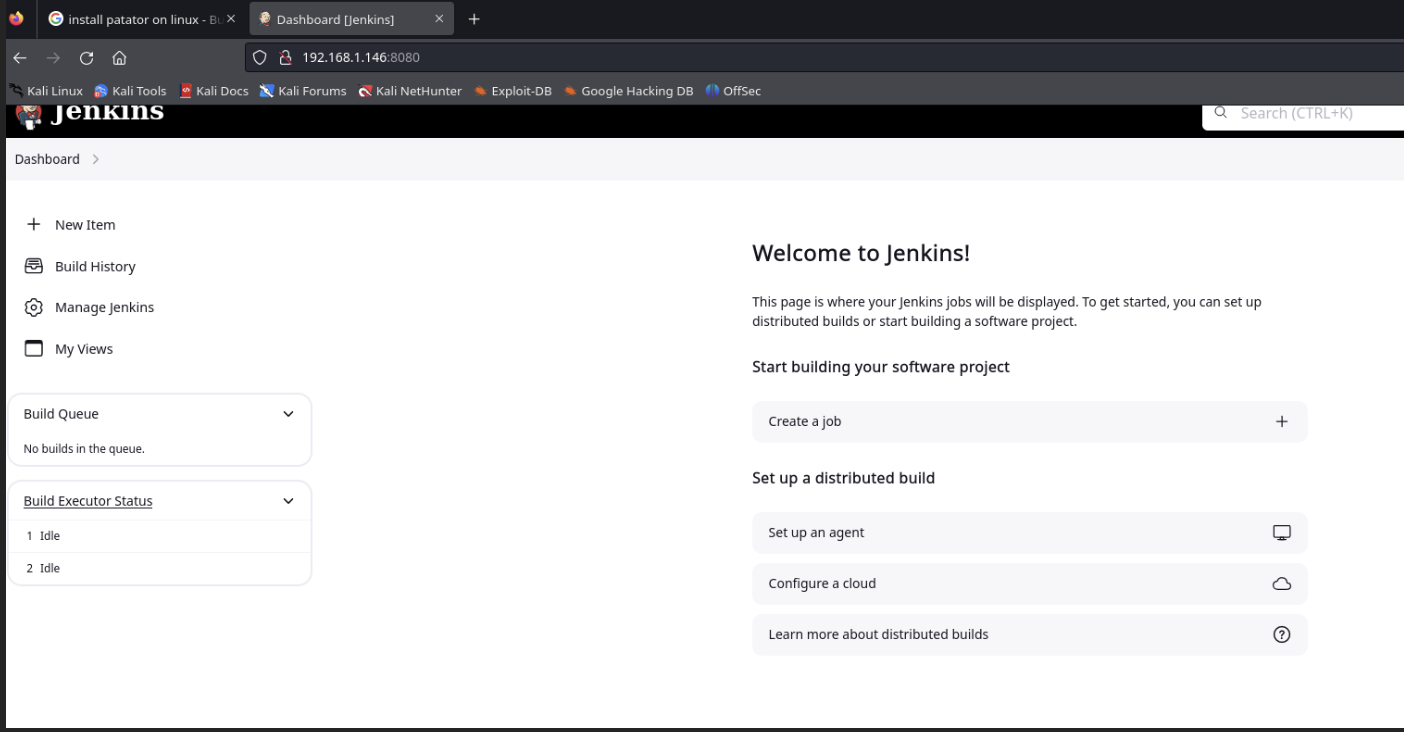 install patator on linux - Bu
Dashboard [Jenkins]
192.168.1.146:8080
Kali Linux Kali Tools Kali Docs Kali Forums Kali NetHunter Exploit-DB Google Hacking DB OffSec
Jenkins
Search (CTRL+K)
Dashboard
New Item
Build History
Manage Jenkins
My Views
Build Queue
No builds in the queue.
Build Executor Status
1 Idle
2 Idle
Welcome to Jenkins!
This page is where your Jenkins jobs will be displayed. To get started, you can set up
distributed builds or start building a software project.
Start building your software project
Create a job
Set up a distributed build
Set up an agent
Configure a cloud
Learn more about distributed builds